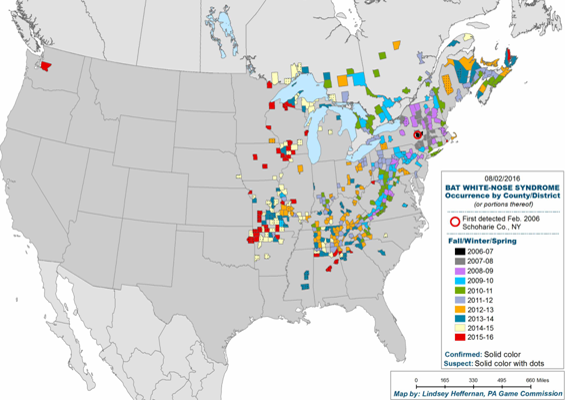 08/02/2016
BAT WHITE-NOSE SYNDROME
Occurrence by County/District
(or portions thereof)
First detected Feb. 2006
Schoharie Co., NY
Fall/Winter/Spring
2006-07
2007-08
2008-09
2009-10
2010-11
2011-12
2012-13
2013-14
2014-15
2015-16
Confirmed: Solid color
Suspect: Solid color with dots
0 165 330 495 660 Miles
Map by: Lindsey Heffernan, PA Game Commission